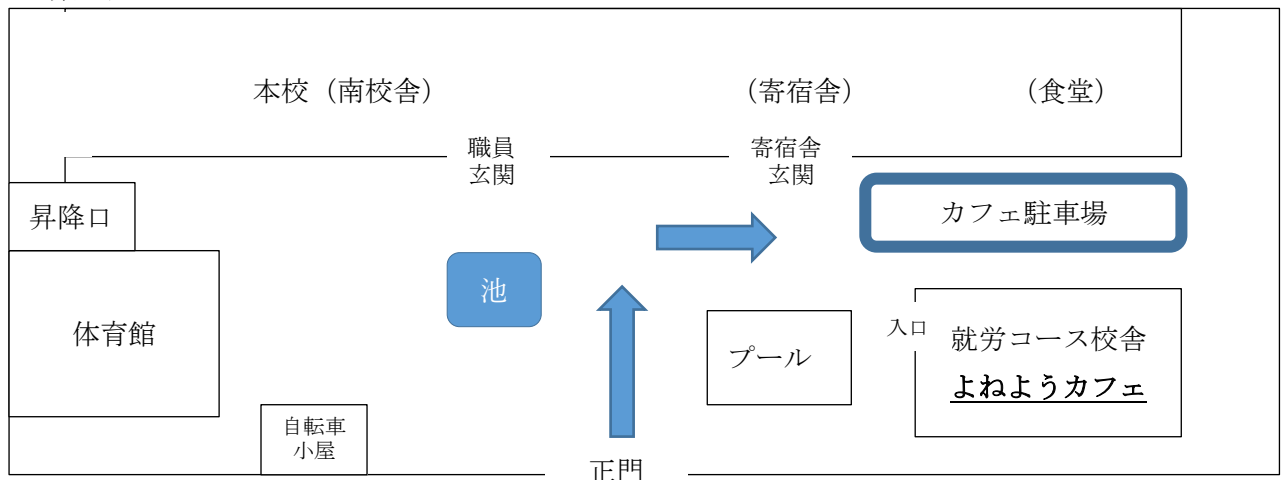 本校（南校舎）
（寄宿舎）
（食堂）
職員
玄関
寄宿舎
玄関
カフェ駐車場
昇降口
池
体育館
プール
入口
就労コース校舎
よねようカフェ
自転車
小屋
正門